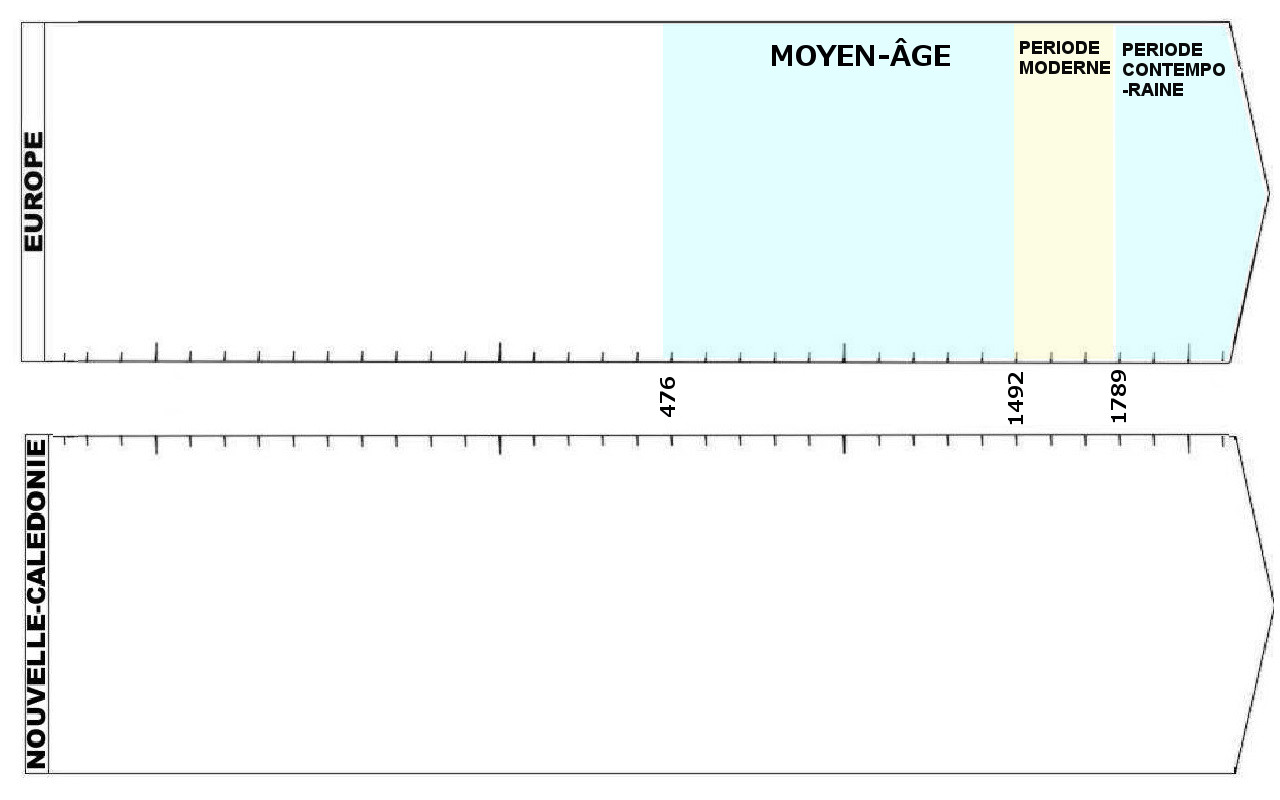 EUROPE
MOYEN-ÂGE
PERIODE
MODERNE
PERIODE
CONTEMPO
-RAINE
476
1492
1789
NOUVELLE-CALEDONIE